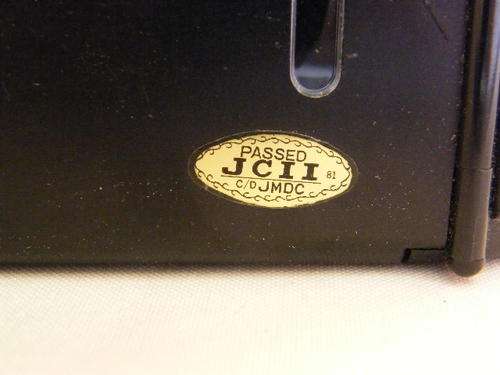 PASSED
JCII 81
C/D JMDC